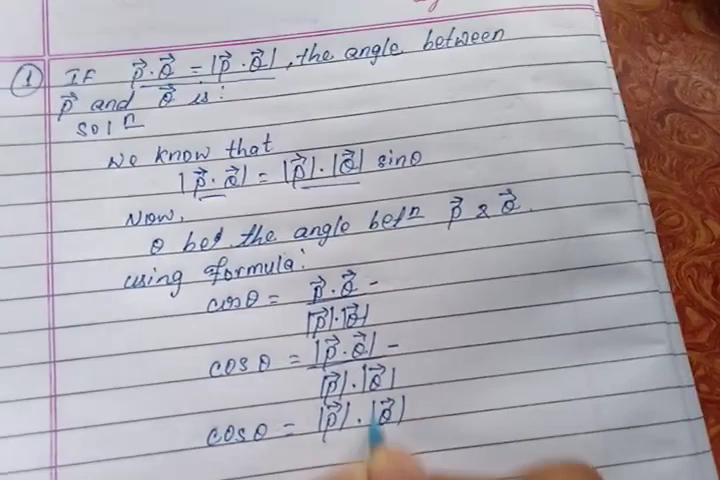 ① IF P⃗.Q⃗ = |P⃗.Q⃗|, the angle between
P⃗ and Q⃗ is:
Sol n
We know that
|P⃗.Q⃗| = |P⃗|.|Q⃗| sinθ
Now,
θ be the angle betn P⃗ & Q⃗.
using formula:
cosθ = P⃗.Q⃗ / |P⃗|.|Q⃗|
cosθ = |P⃗.Q⃗| / |P⃗|.|Q⃗|
cosθ = |P⃗|.|Q⃗|